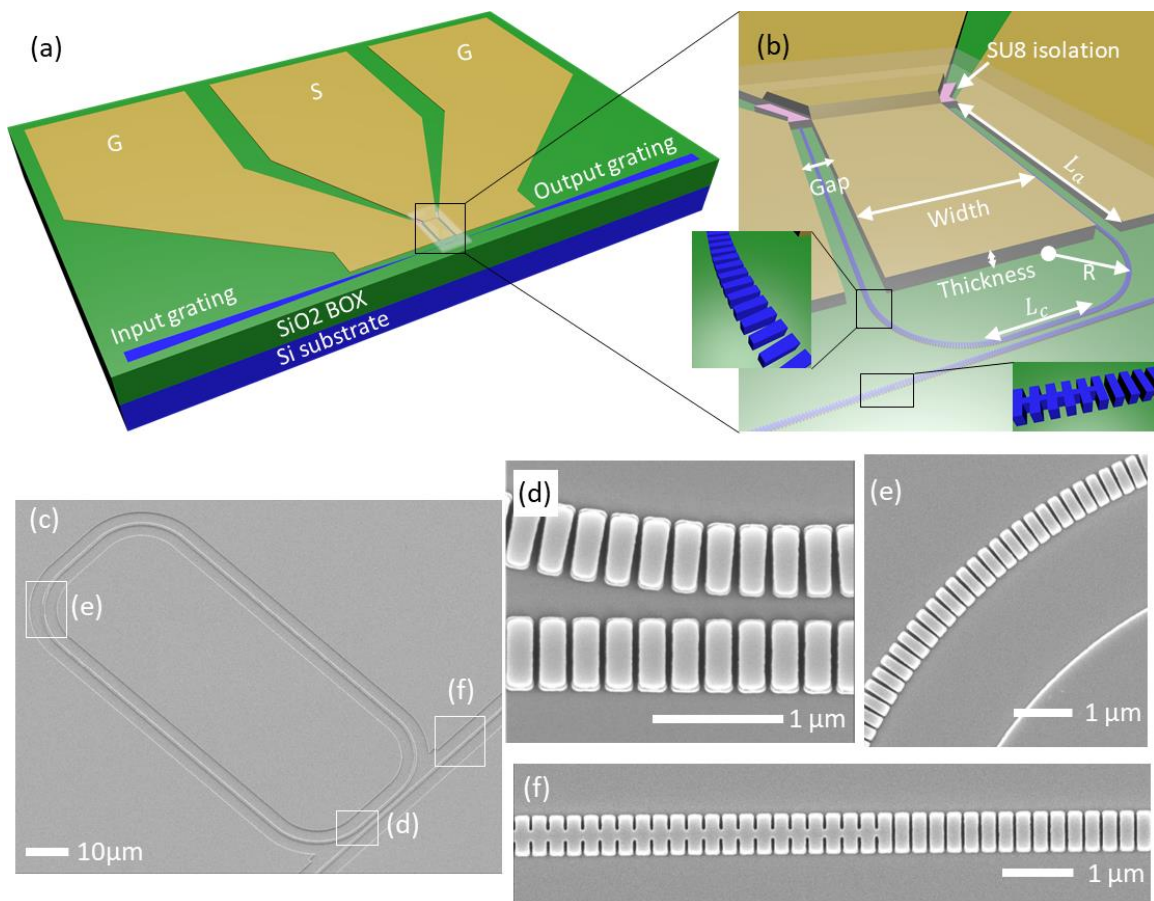 (a)
G
S
G
Input grating
Output grating
SiO2 BOX
Si substrate
(b)
SU8 isolation
Gap
Width
L_a
Thickness
R
L_c
(c)
(e)
(f)
(d)
10μm
(d)
1 μm
(e)
1 μm
(f)
1 μm